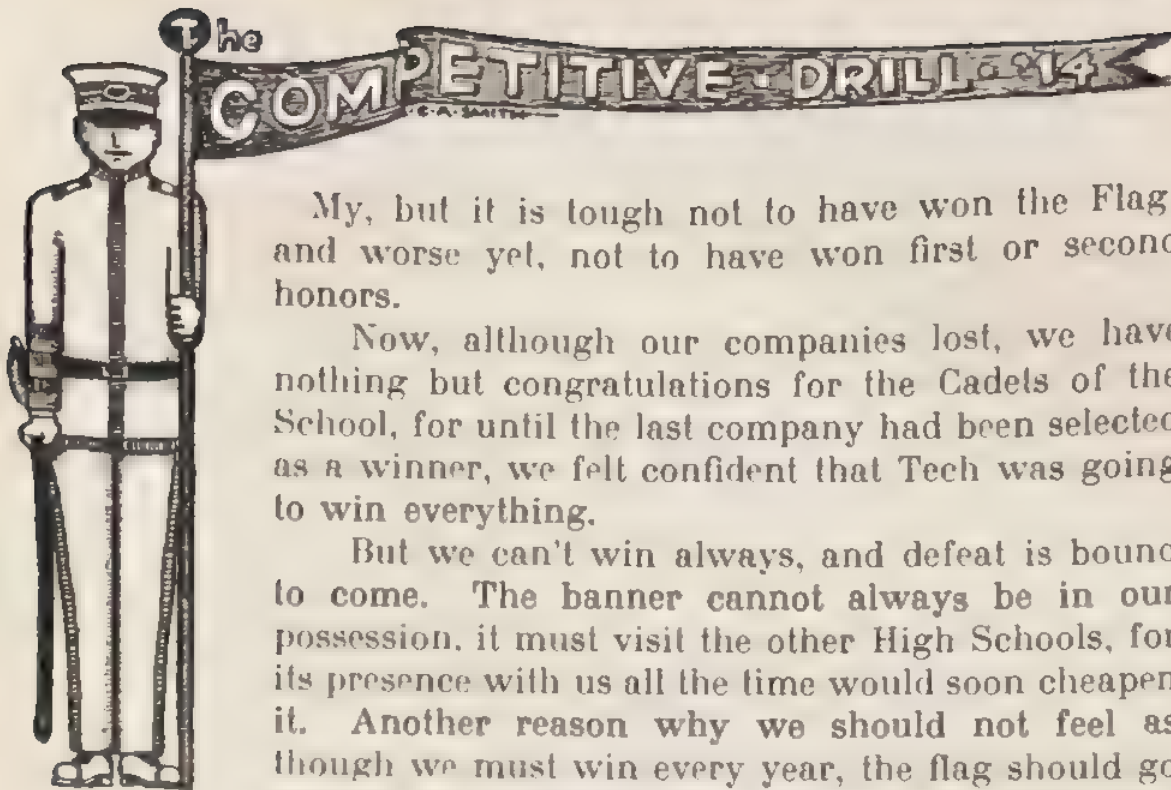 The
COMPETITIVE · DRILL · '14
C. A. SMITH
My, but it is tough not to have won the Flag,
and worse yet, not to have won first or second
honors.
Now, although our companies lost, we have
nothing but congratulations for the Cadets of the
School, for until the last company had been selected
as a winner, we felt confident that Tech was going
to win everything.
But we can't win always, and defeat is bound
to come. The banner cannot always be in our
possession, it must visit the other High Schools, for
its presence with us all the time would soon cheapen
it. Another reason why we should not feel as
though we must win every year, the flag should go